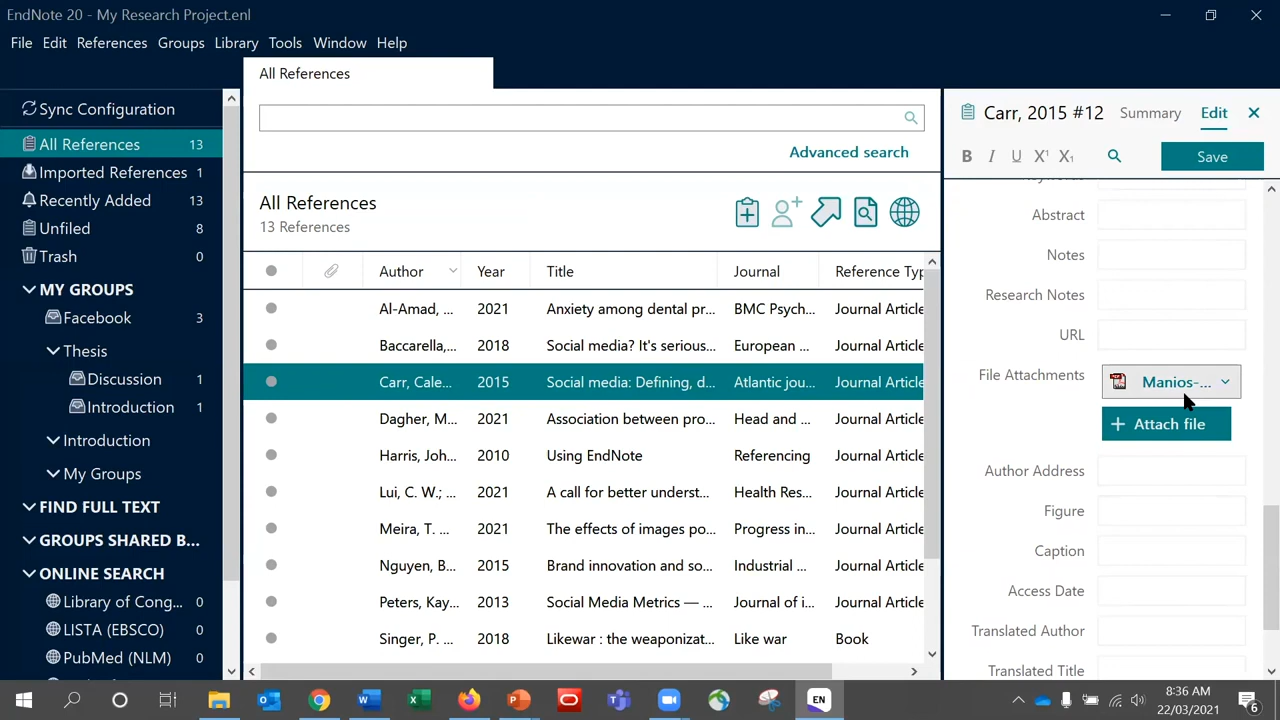 EndNote 20 - My Research Project.enl
File Edit References Groups Library Tools Window Help
Sync Configuration
All References 13
Imported References 1
Recently Added 13
Unfiled 8
Trash 0
MY GROUPS
Facebook 3
Thesis
Discussion 1
Introduction 1
Introduction
My Groups
FIND FULL TEXT
GROUPS SHARED B...
ONLINE SEARCH
Library of Cong... 0
LISTA (EBSCO) 0
PubMed (NLM) 0
All References
Advanced search
All References
13 References
Author Year Title Journal Reference Typ
Al-Amad, ... 2021 Anxiety among dental pr... BMC Psych... Journal Article
Baccarella,... 2018 Social media? It's serious... European ... Journal Article
Carr, Cale... 2015 Social media: Defining, d... Atlantic jou... Journal Article
Dagher, M... 2021 Association between pro... Head and ... Journal Article
Harris, Joh... 2010 Using EndNote Referencing Journal Article
Lui, C. W.; ... 2021 A call for better underst... Health Res... Journal Article
Meira, T. ... 2021 The effects of images po... Progress in... Journal Article
Nguyen, B... 2015 Brand innovation and so... Industrial ... Journal Article
Peters, Kay... 2013 Social Media Metrics — ... Journal of i... Journal Article
Singer, P. ... 2018 Likewar : the weaponizat... Like war Book
Carr, 2015 #12 Summary Edit
B I U X¹ X₁ Save
Abstract
Notes
Research Notes
URL
File Attachments Manios-...
+ Attach file
Author Address
Figure
Caption
Access Date
Translated Author
Translated Title
EN
8:36 AM
22/03/2021
6